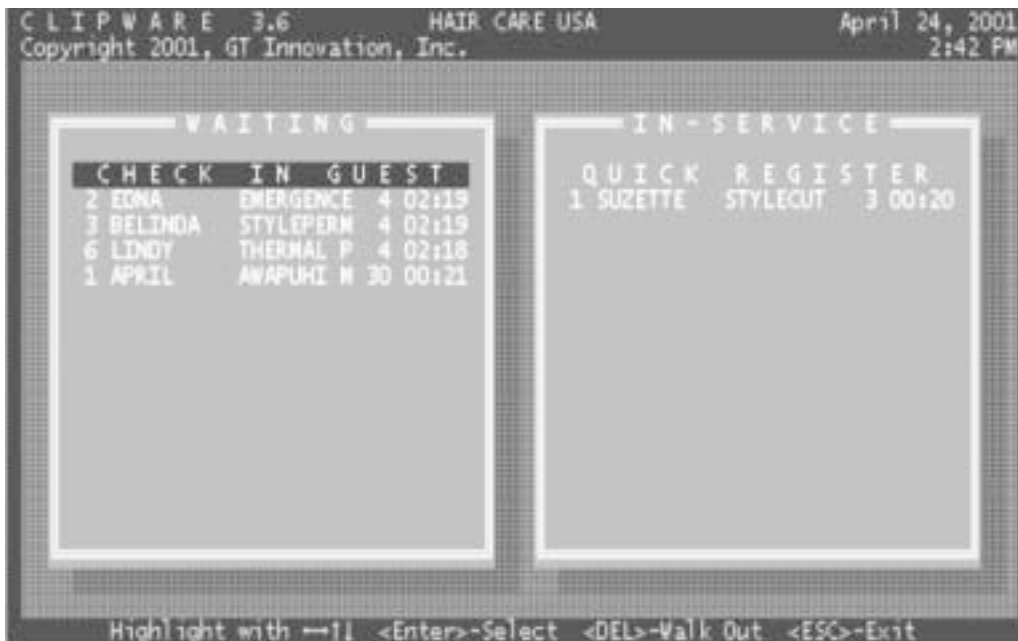 C L I P W A R E 3.6 HAIR CARE USA April 24, 2001
Copyright 2001, GT Innovation, Inc. 2:42 PM
W A I T I N G
C H E C K I N G U E S T
2 EDNA EMERGENCE 4 02:19
3 BELINDA STYLEPERM 4 02:19
6 LINDY THERMAL P 4 02:18
1 APRIL AWAPUHI M 30 00:21
I N - S E R V I C E
Q U I C K R E G I S T E R
1 SUZETTE STYLECUT 3 00:20
Highlight with ↔↑↓ <Enter>-Select <DEL>-Walk Out <ESC>-Exit